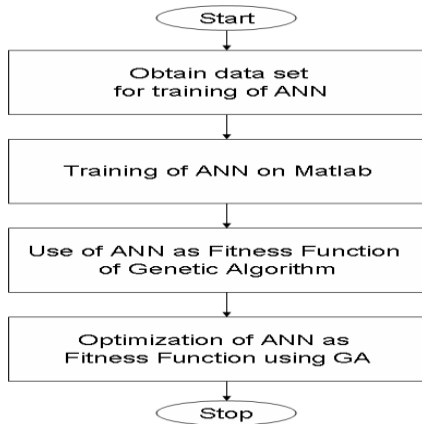 Start
Obtain data set
for training of ANN
Training of ANN on Matlab
Use of ANN as Fitness Function
of Genetic Algorithm
Optimization of ANN as
Fitness Function using GA
Stop